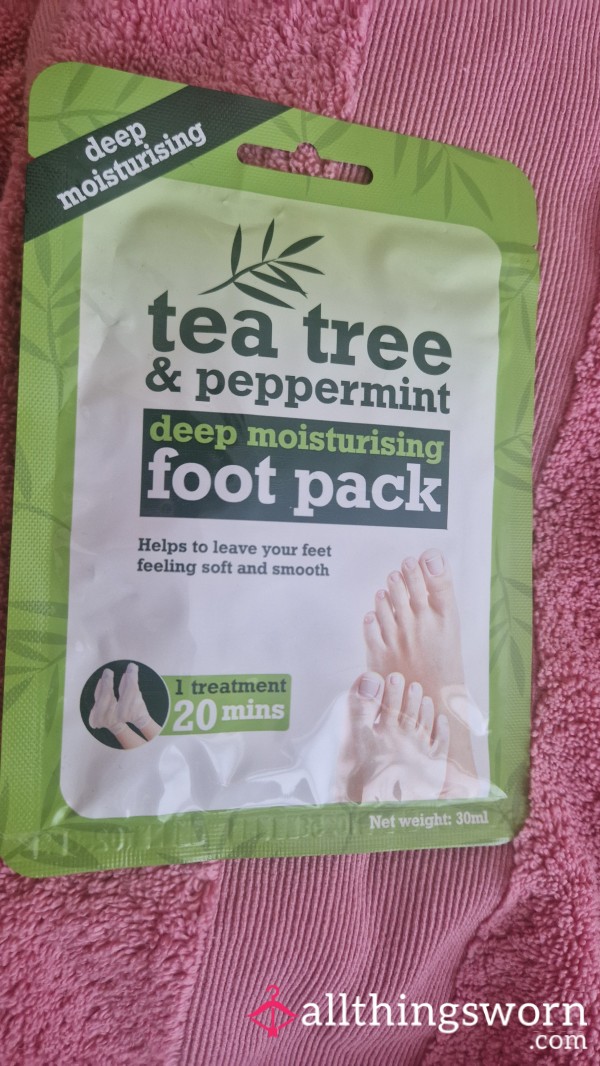 deep
moisturising
tea tree
& peppermint
deep moisturising
foot pack
Helps to leave your feet
feeling soft and smooth
1 treatment
20 mins
Net weight: 30ml
allthingsworn
.com